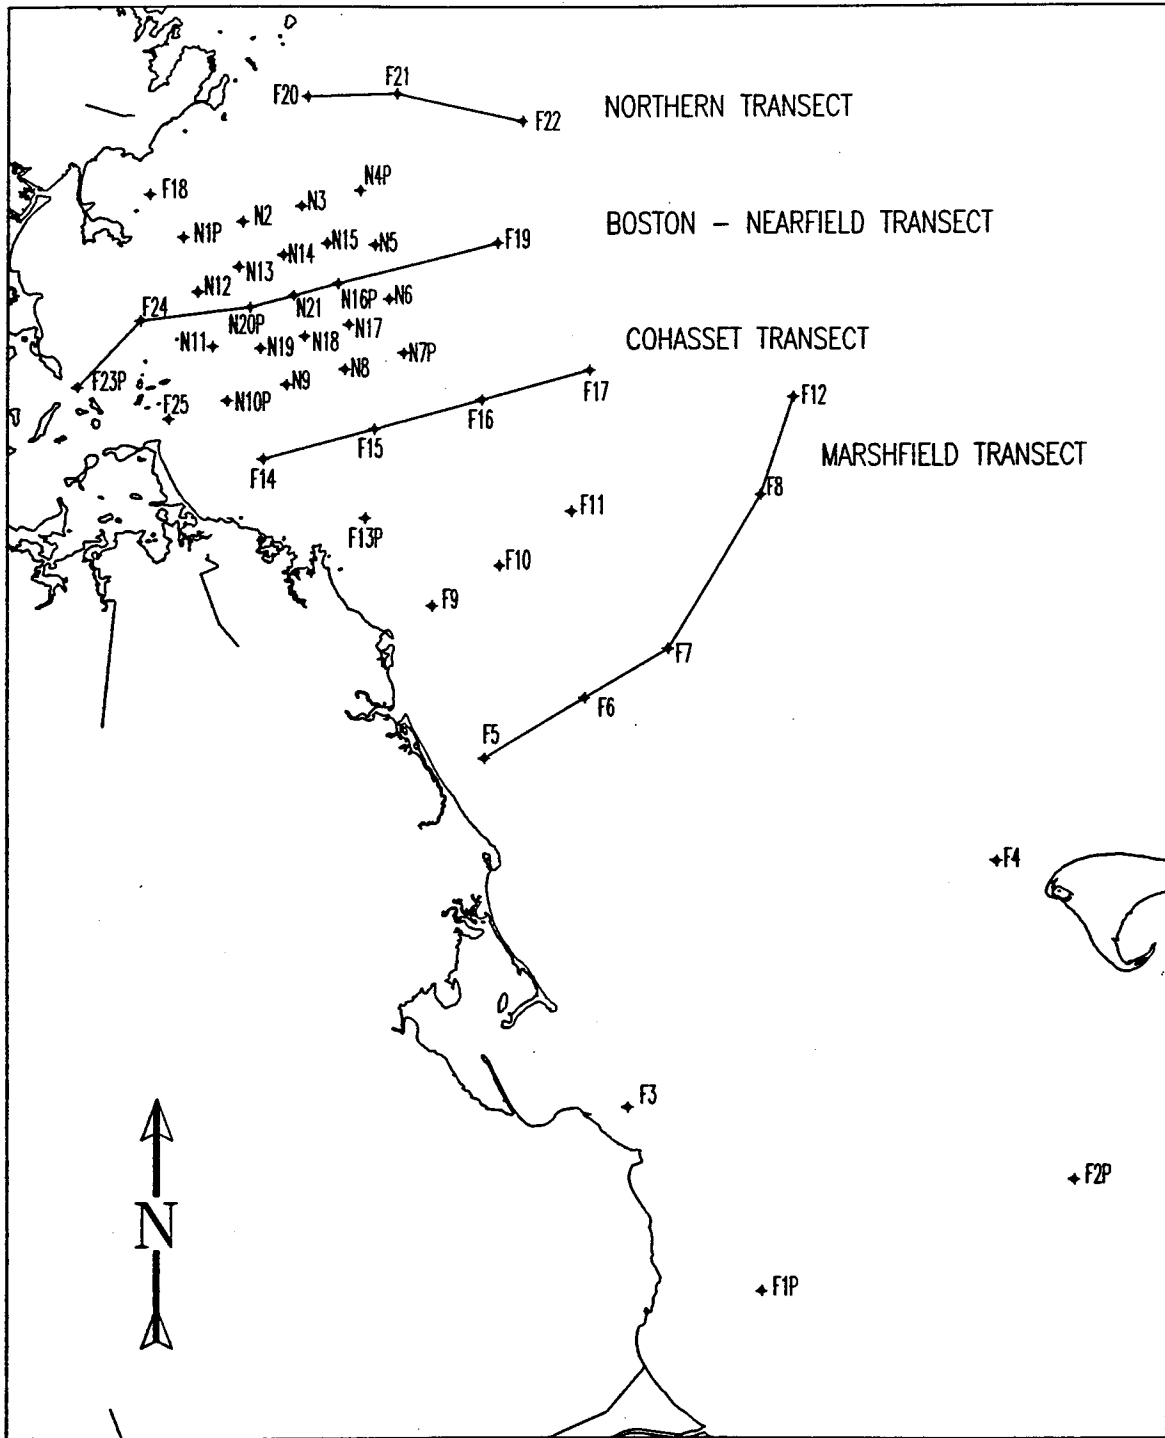 F21
F20
F22
NORTHERN TRANSECT
F18
N4P
N3
N2
N1P
BOSTON - NEARFIELD TRANSECT
F19
N15
N5
N14
N13
N12
N16P
N6
N21
F24
N20P
N17
N11
N19
N18
N7P
COHASSET TRANSECT
N8
F17
F23P
N9
F12
N10P
F25
F16
F15
F14
MARSHFIELD TRANSECT
F8
F11
F13P
F10
F9
F7
F6
F5
F4
F3
F2P
N
F1P